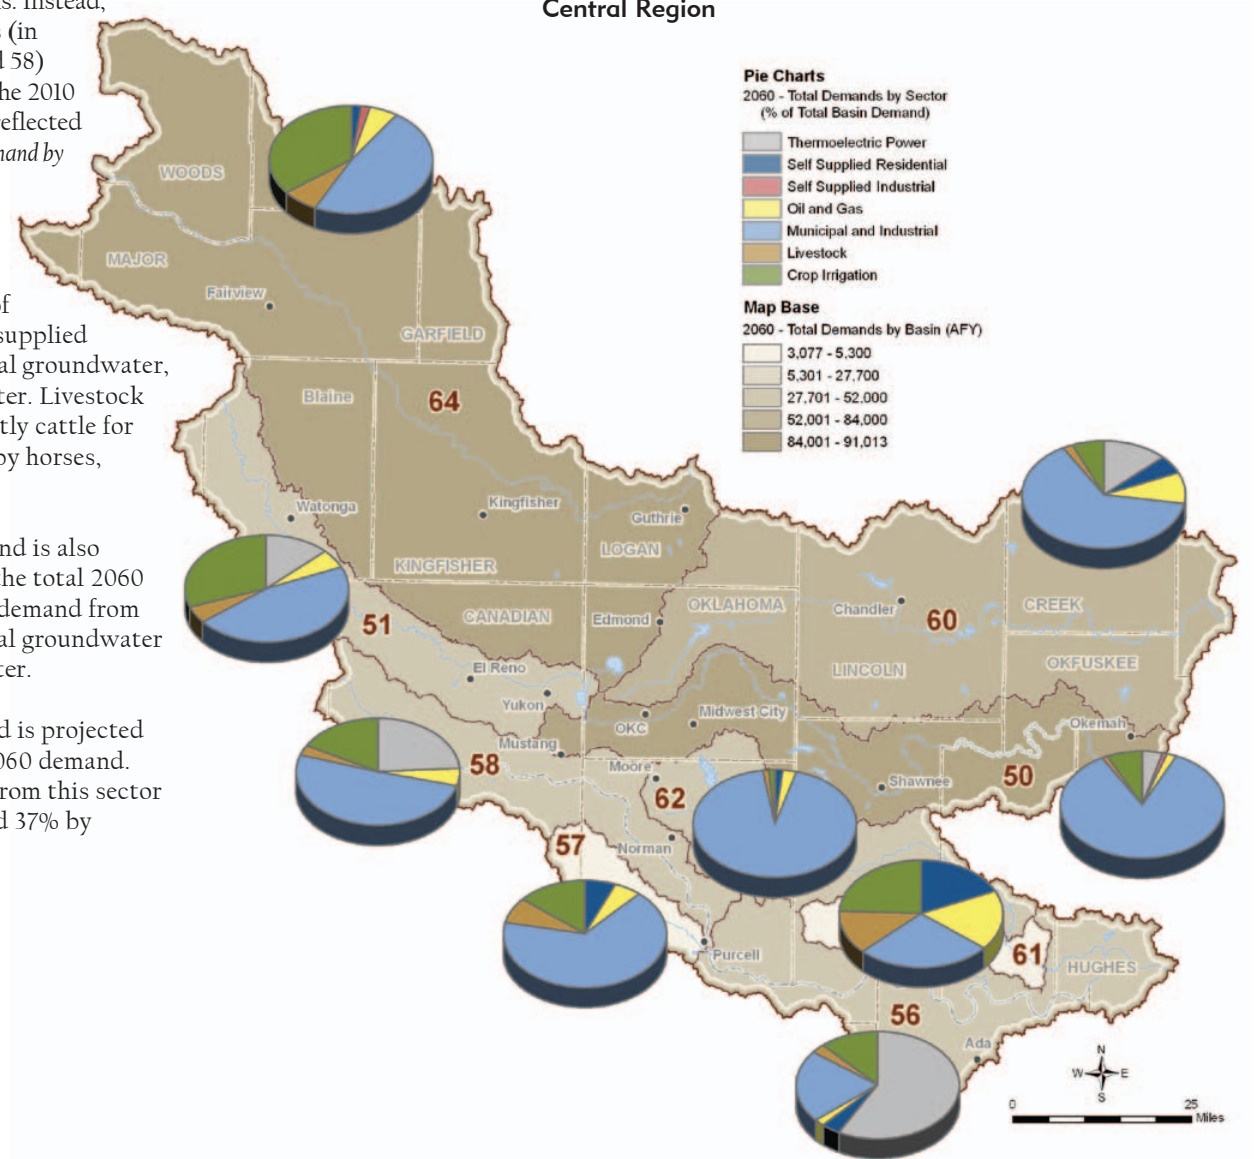 s. Instead,
s (in
d 58)
he 2010
eflected
mand by
of
supplied
al groundwater,
ter. Livestock
tly cattle for
by horses,
nd is also
the total 2060
demand from
al groundwater
ter.
d is projected
060 demand.
from this sector
d 37% by
Central Region
Pie Charts
2060 - Total Demands by Sector
(% of Total Basin Demand)
Thermoelectric Power
Self Supplied Residential
Self Supplied Industrial
Oil and Gas
Municipal and Industrial
Livestock
Crop Irrigation
Map Base
2060 - Total Demands by Basin (AFY)
3,077 - 5,300
5,301 - 27,700
27,701 - 52,000
52,001 - 84,000
84,001 - 91,013
WOODS
MAJOR
Fairview
GARFIELD
Blaine
64
Watonga
Kingfisher
Guthrie
LOGAN
KINGFISHER
51
CANADIAN
Edmond
OKLAHOMA
Chandler
60
CREEK
LINCOLN
OKFUSKEE
El Reno
Yukon
OKC
Midwest City
Okemah
Mustang
58
Moore
62
Shawnee
50
57
Norman
Purcell
61
HUGHES
56
Ada
N
W
E
S
0
25
Miles